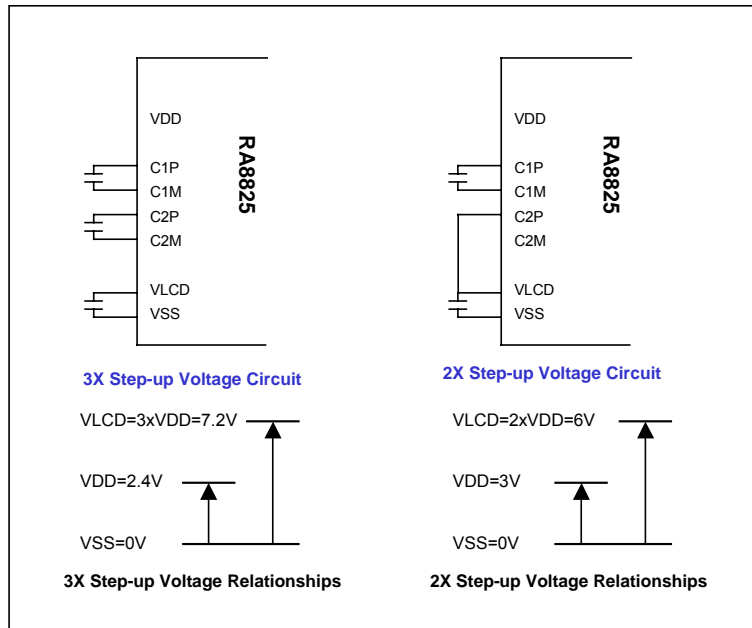 VDD
C1P
C1M
C2P
C2M
VLCD
VSS
RA8825
3X Step-up Voltage Circuit
VLCD=3xVDD=7.2V
VDD=2.4V
VSS=0V
3X Step-up Voltage Relationships
VDD
C1P
C1M
C2P
C2M
VLCD
VSS
RA8825
2X Step-up Voltage Circuit
VLCD=2xVDD=6V
VDD=3V
VSS=0V
2X Step-up Voltage Relationships